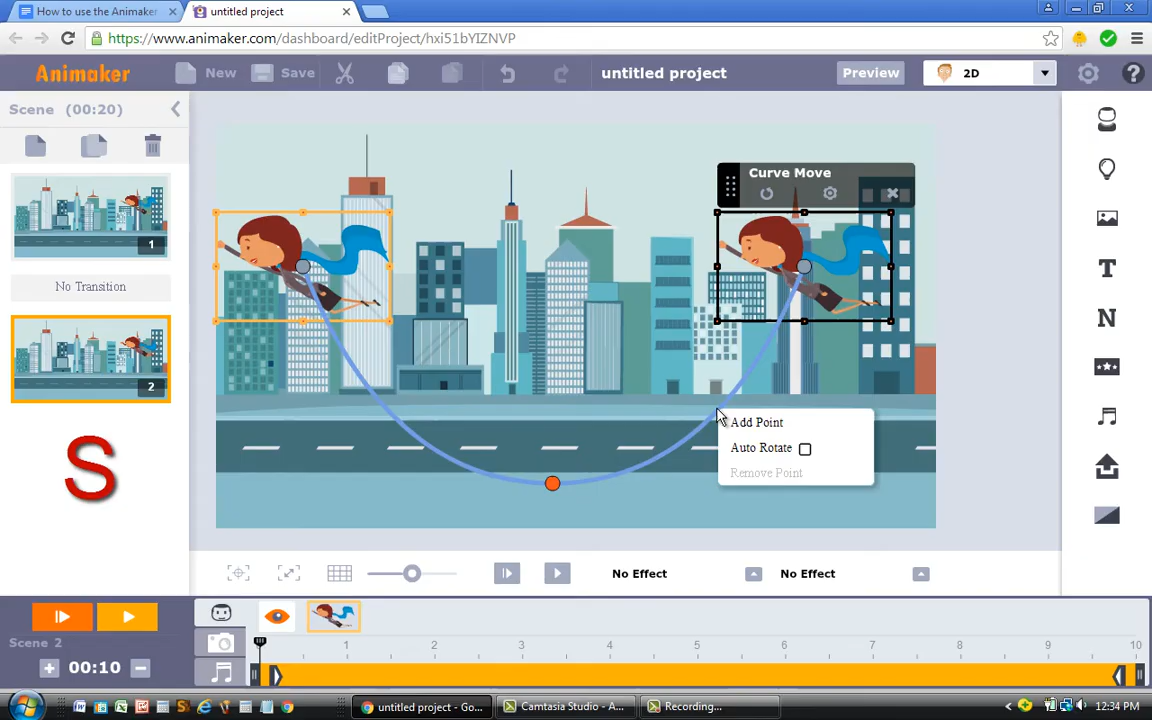 How to use the Animaker
untitled project
https://www.animaker.com/dashboard/editProject/hxi51bYIZNVP
Animaker
New
Save
untitled project
Preview
2D
Scene (00:20)
1
No Transition
2
S
Curve Move
Add Point
Auto Rotate
Remove Point
No Effect
No Effect
Scene 2
00:10
1 2 3 4 5 6 7 8 9 10
untitled project - Go...
Camtasia Studio - A...
Recording...
12:34 PM